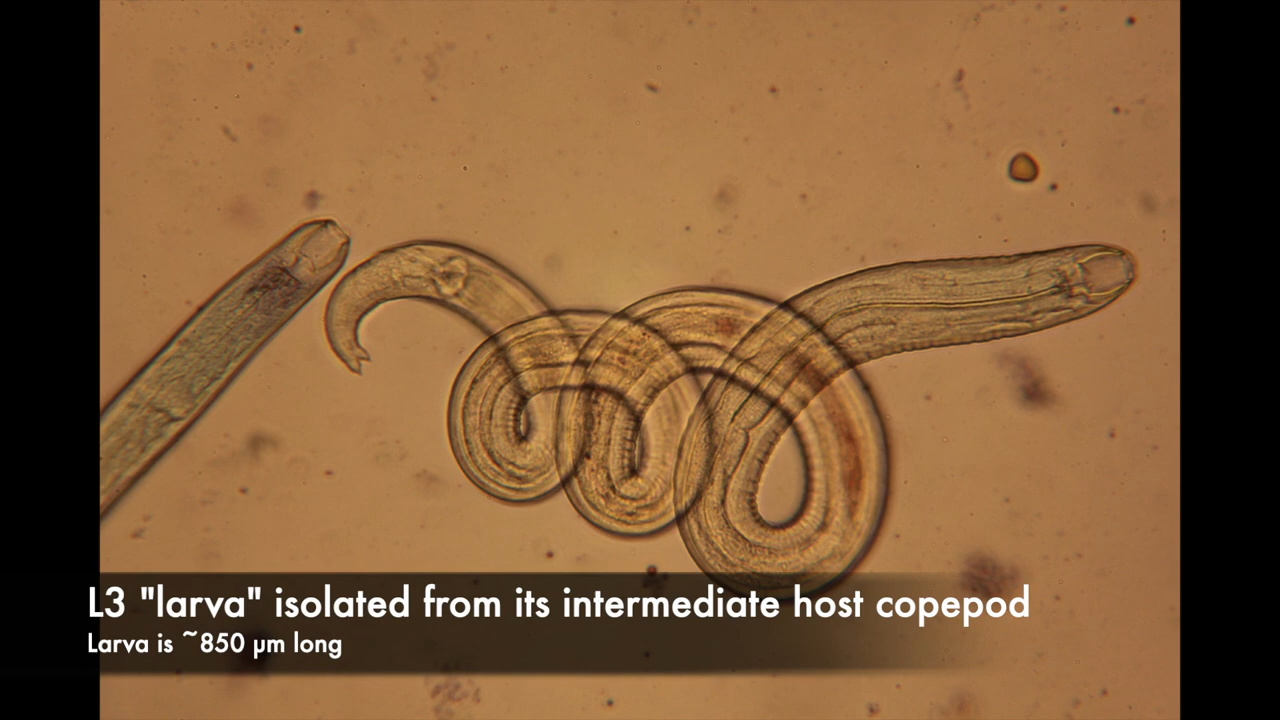 L3 "larva" isolated from its intermediate host copepod
Larva is ~850 µm long